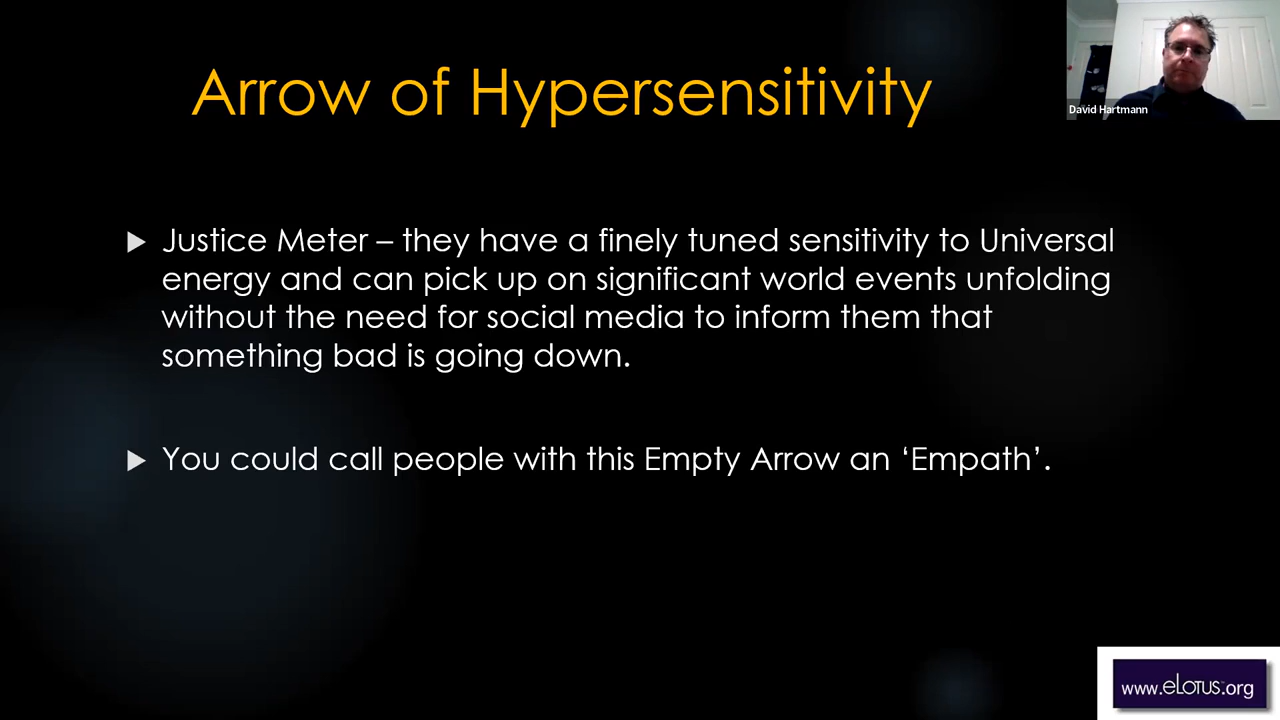 Arrow of Hypersensitivity
David Hartmann
Justice Meter – they have a finely tuned sensitivity to Universal
energy and can pick up on significant world events unfolding
without the need for social media to inform them that
something bad is going down.
You could call people with this Empty Arrow an ‘Empath’.
www.eLotus.org